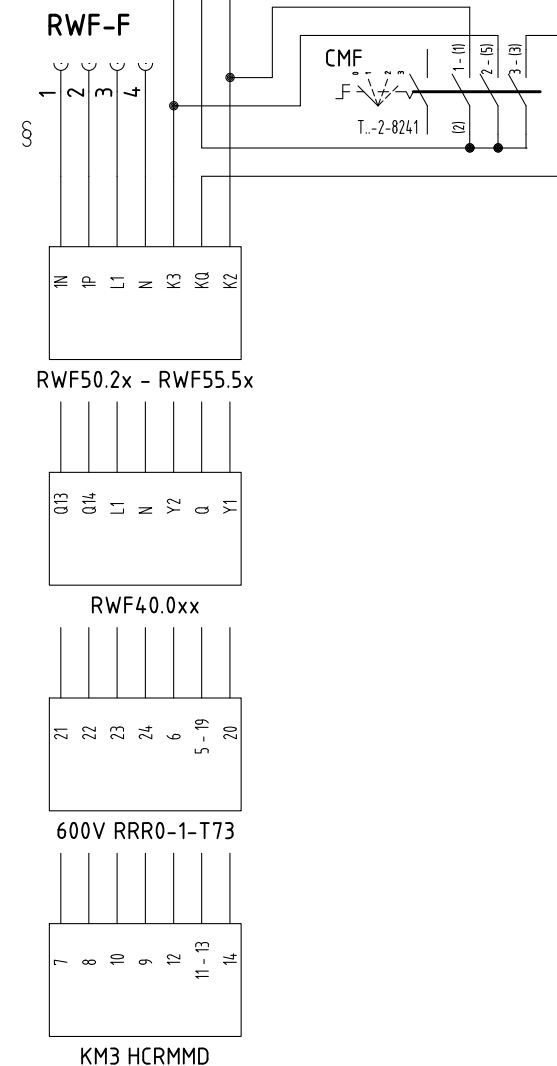 RWF-F
CMF
0 1 2 3
1 - (1)
2 - (5)
3 - (3)
1 2 3 4
T..-2-8241
(2)
1N 1P L1 N K3 KQ K2
RWF50.2x - RWF55.5x
Q13 Q14 L1 N Y2 Q Y1
RWF40.0xx
21 22 23 24 6 5 - 19 20
600V RRR0-1-T73
7 8 10 9 12 11 - 13 14
KM3 HCRMMD